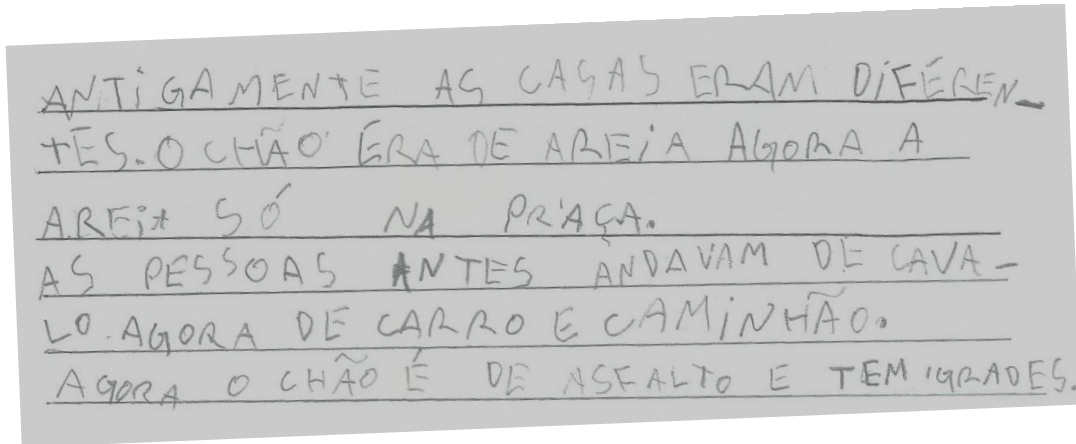 ANTIGAMENTE AS CASAS ERAM DIFEREN-
TES. O CHÃO ERA DE AREIA AGORA A
AREIA SÓ NA PRAÇA.
AS PESSOAS ANTES ANDAVAM DE CAVA-
LO. AGORA DE CARRO E CAMINHÃO.
AGORA O CHÃO É DE ASFALTO E TEM GRADES.